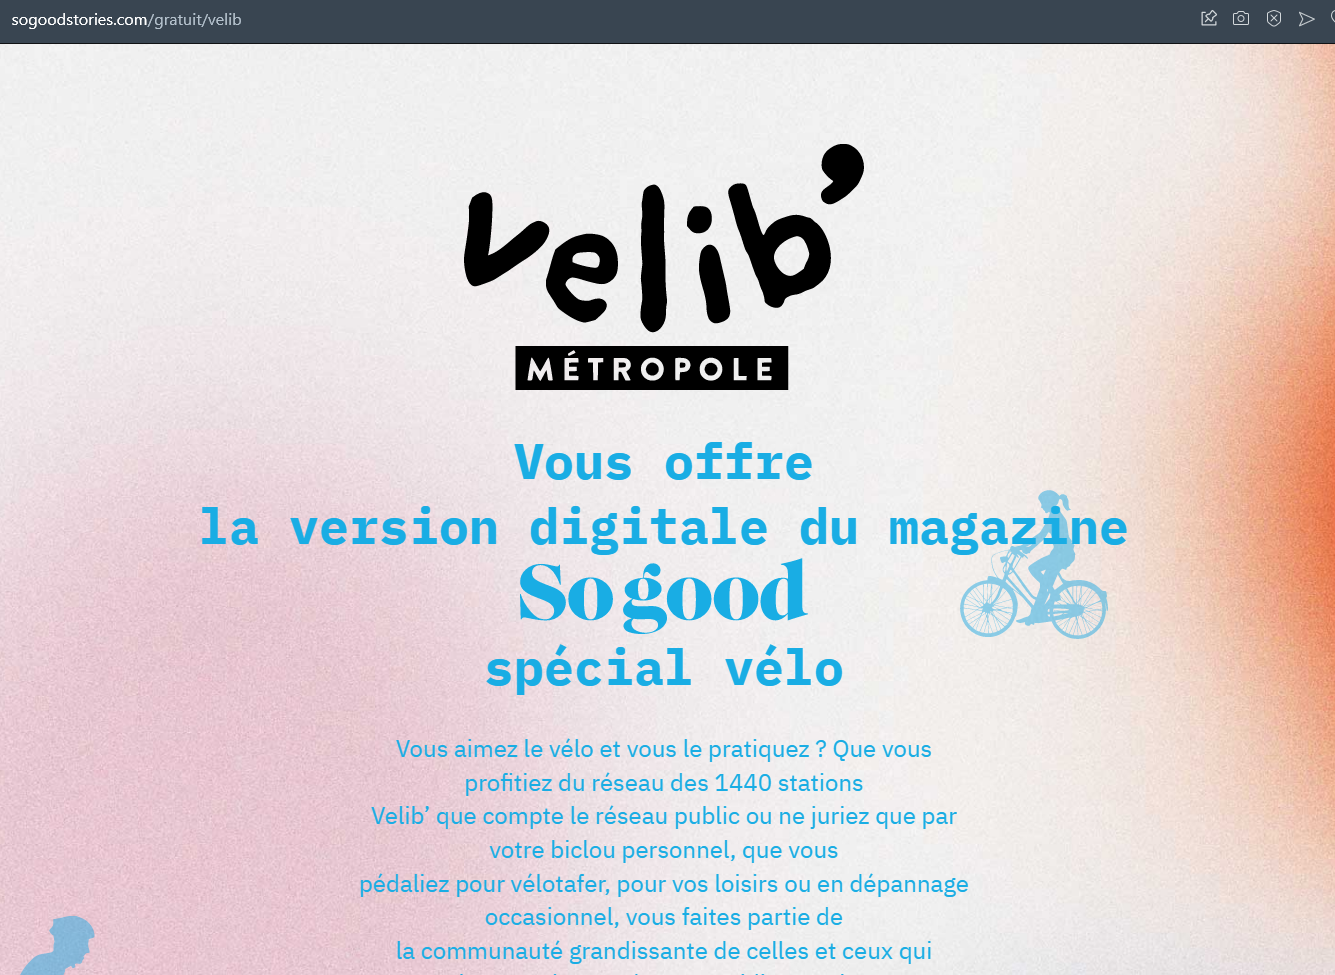 sogoodstories.com/gratuit/velib
velib’
MÉTROPOLE
Vous offre
la version digitale du magazine
So good
spécial vélo
Vous aimez le vélo et vous le pratiquez ? Que vous
profitiez du réseau des 1440 stations
Velib’ que compte le réseau public ou ne juriez que par
votre biclou personnel, que vous
pédaliez pour vélotafer, pour vos loisirs ou en dépannage
occasionnel, vous faites partie de
la communauté grandissante de celles et ceux qui